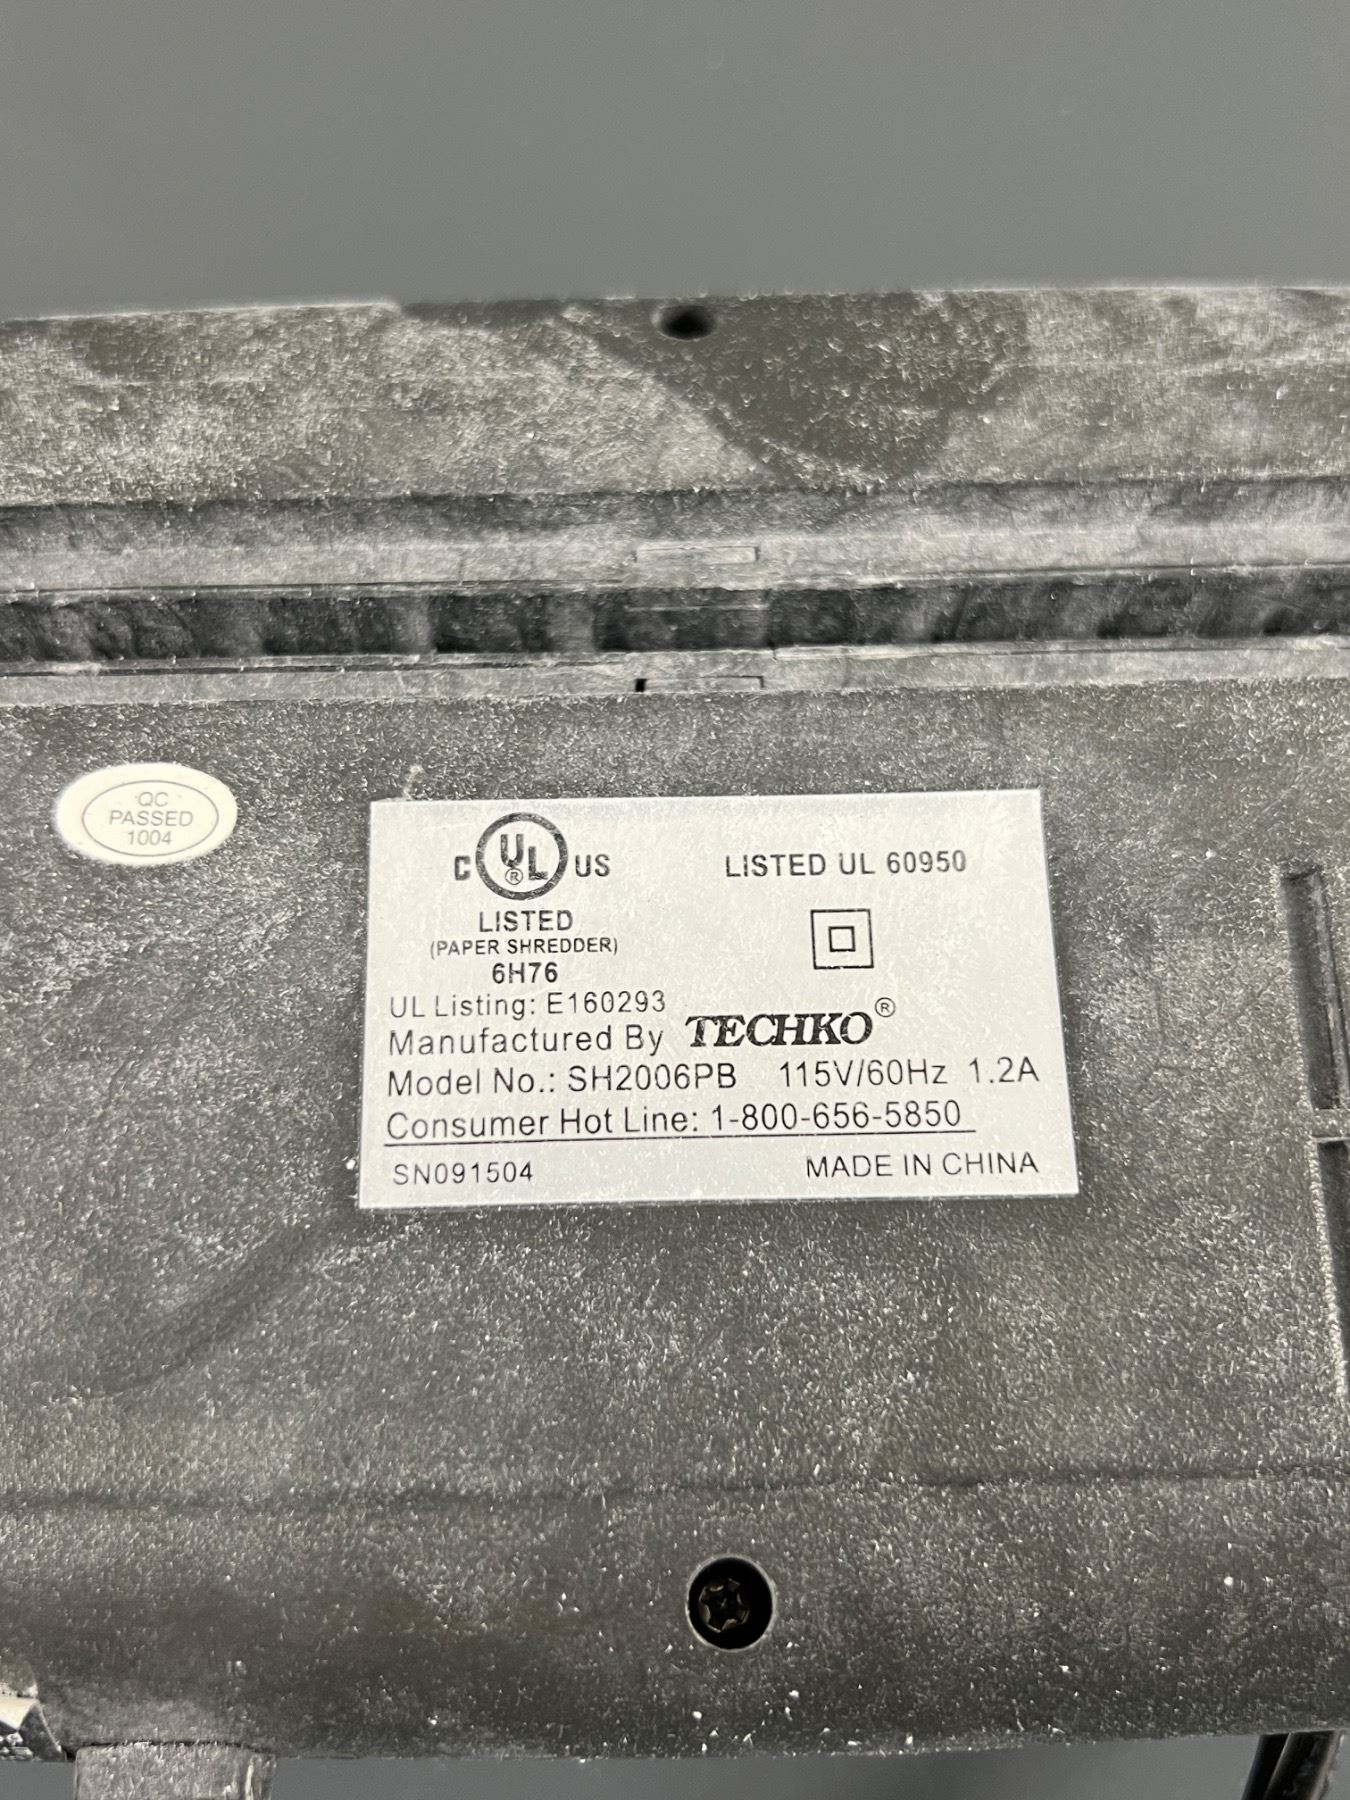 QC
PASSED
1004
C UL® US
LISTED
(PAPER SHREDDER)
6H76
LISTED UL 60950
UL Listing: E160293
Manufactured By TECHKO®
Model No.: SH2006PB 115V/60Hz 1.2A
Consumer Hot Line: 1-800-656-5850
SN091504 MADE IN CHINA